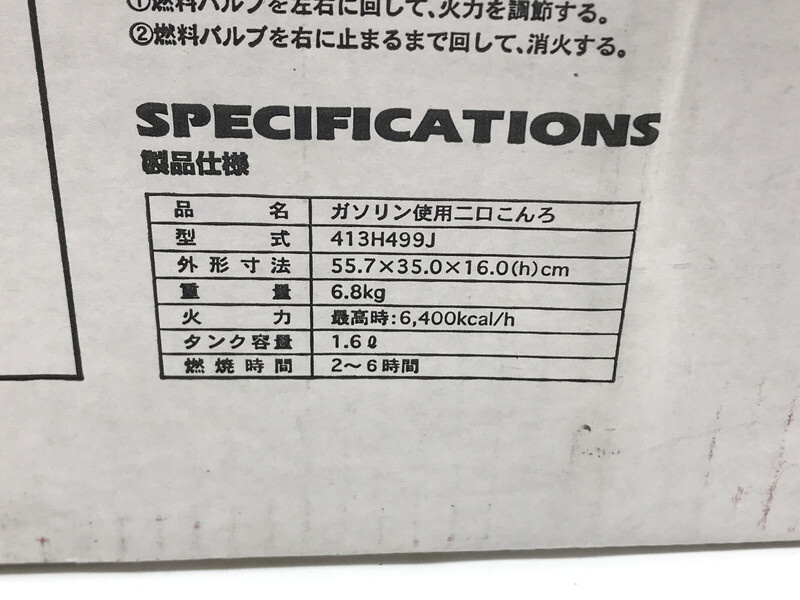 ①燃料バルブを左右に回して、火力を調節する。
②燃料バルブを右に止まるまで回して、消火する。
SPECIFICATIONS
製品仕様
品名 ガソリン使用二口こんろ
型式 413H499J
外形寸法 55.7×35.0×16.0(h)cm
重量 6.8kg
火力 最高時:6,400kcal/h
タンク容量 1.6ℓ
燃焼時間 2〜6時間